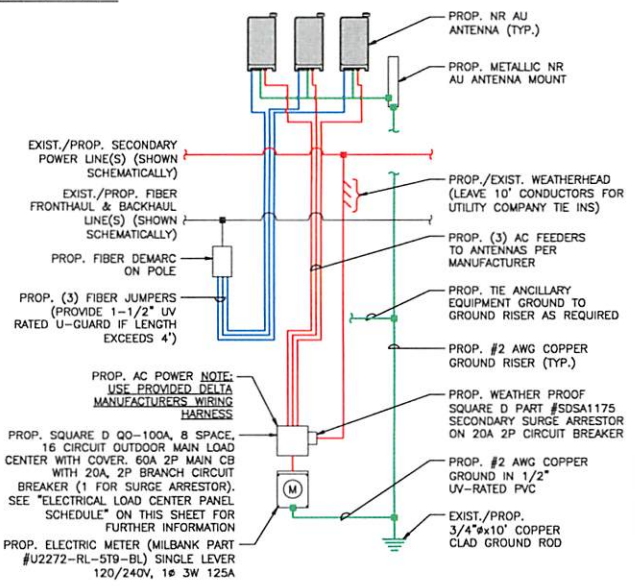 PROP. NR AU
ANTENNA (TYP.)
PROP. METALLIC NR
AU ANTENNA MOUNT
EXIST./PROP. SECONDARY
POWER LINE(S) (SHOWN
SCHEMATICALLY)
EXIST./PROP. FIBER
FRONTHAUL & BACKHAUL
LINE(S) (SHOWN
SCHEMATICALLY)
PROP. FIBER DEMARC
ON POLE
PROP. (3) FIBER JUMPERS
(PROVIDE 1-1/2" UV
RATED U-GUARD IF LENGTH
EXCEEDS 4')
PROP. AC POWER NOTE:
USE PROVIDED DELTA
MANUFACTURERS WIRING
HARNESS
PROP. SQUARE D QO-100A, 8 SPACE,
16 CIRCUIT OUTDOOR MAIN LOAD
CENTER WITH COVER. 60A 2P MAIN CB
WITH 20A, 2P BRANCH CIRCUIT
BREAKER (1 FOR SURGE ARRESTOR).
SEE "ELECTRICAL LOAD CENTER PANEL
SCHEDULE" ON THIS SHEET FOR
FURTHER INFORMATION
PROP. ELECTRIC METER (MILBANK PART
#U2272-RL-5T9-BL) SINGLE LEVER
120/240V, 1ø 3W 125A
M
PROP./EXIST. WEATHERHEAD
(LEAVE 10' CONDUCTORS FOR
UTILITY COMPANY TIE INS)
PROP. (3) AC FEEDERS
TO ANTENNAS PER
MANUFACTURER
PROP. TIE ANCILLARY
EQUIPMENT GROUND TO
GROUND RISER AS REQUIRED
PROP. #2 AWG COPPER
GROUND RISER (TYP.)
PROP. WEATHER PROOF
SQUARE D PART #SDSA1175
SECONDARY SURGE ARRESTOR
ON 20A 2P CIRCUIT BREAKER
PROP. #2 AWG COPPER
GROUND IN 1/2"
UV-RATED PVC
EXIST./PROP.
3/4"øx10' COPPER
CLAD GROUND ROD